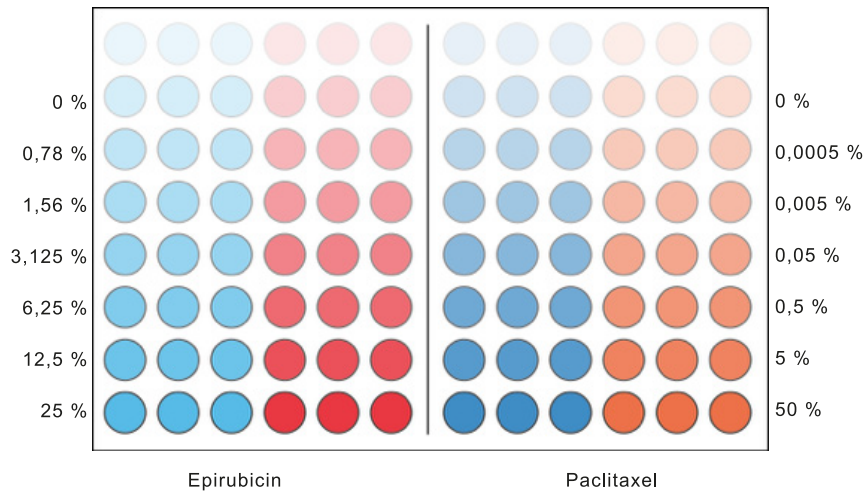 0 % 0 %
0,78 % 0,0005 %
1,56 % 0,005 %
3,125 % 0,05 %
6,25 % 0,5 %
12,5 % 5 %
25 % 50 %
Epirubicin Paclitaxel